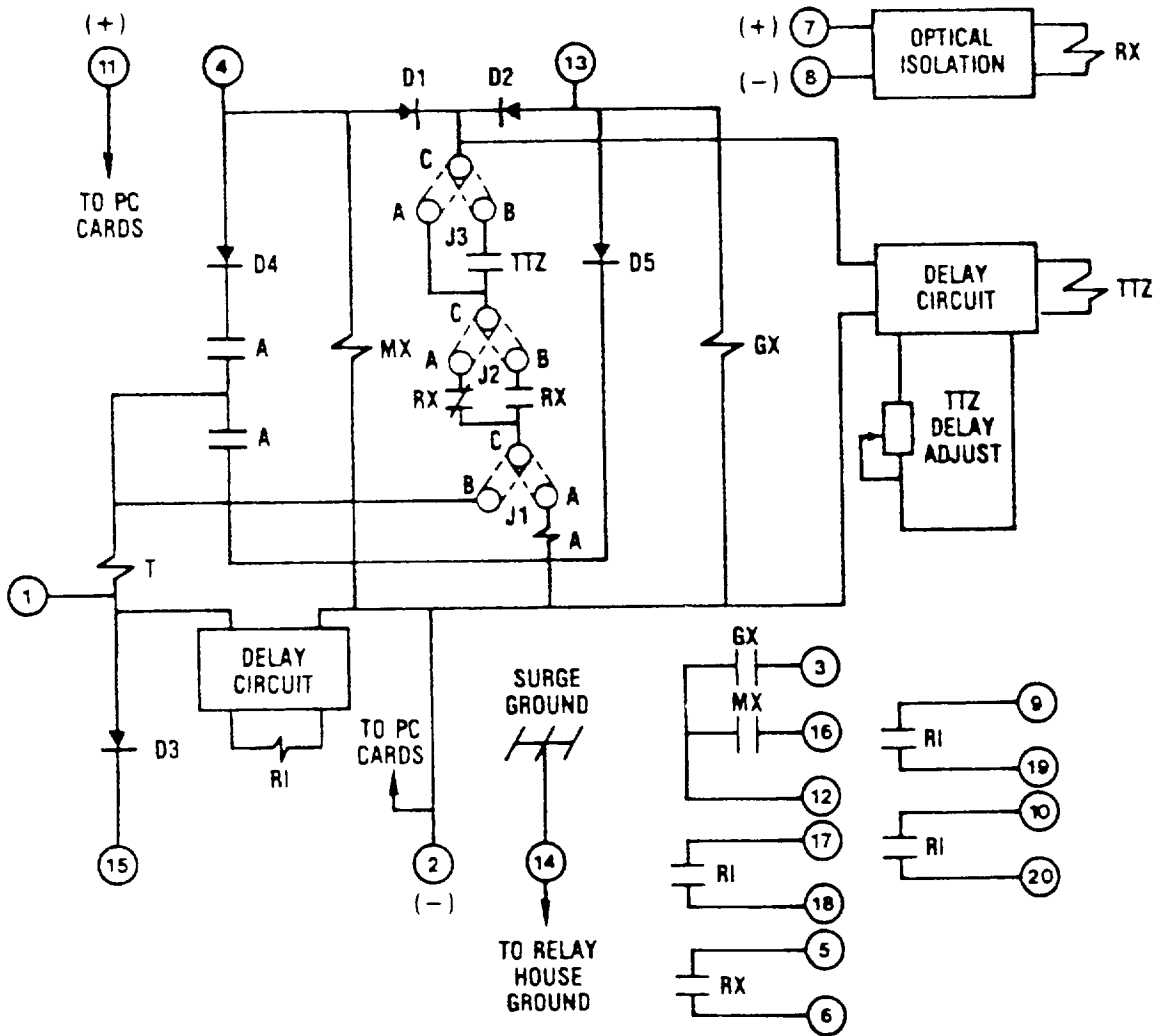 (+)
11
TO PC
CARDS
4
D1
D2
13
(+)
7
(-)
8
OPTICAL
ISOLATION
RX
C
A
B
J3
TTZ
D4
D5
DELAY
CIRCUIT
TTZ
A
MX
C
A
B
J2
RX
RX
GX
TTZ
DELAY
ADJUST
A
C
B
A
J1
A
T
1
DELAY
CIRCUIT
RI
D3
15
TO PC
CARDS
2
(-)
SURGE
GROUND
14
TO RELAY
HOUSE
GROUND
GX
3
MX
16
12
17
RI
18
5
RX
6
9
RI
19
10
RI
20